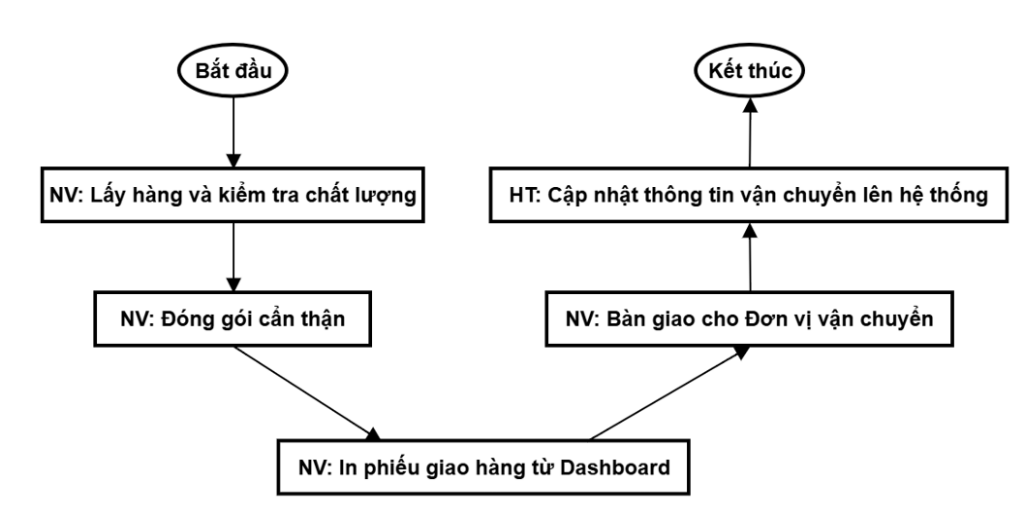 Bắt đầu
NV: Lấy hàng và kiểm tra chất lượng
NV: Đóng gói cẩn thận
NV: In phiếu giao hàng từ Dashboard
NV: Bàn giao cho Đơn vị vận chuyển
HT: Cập nhật thông tin vận chuyển lên hệ thống
Kết thúc